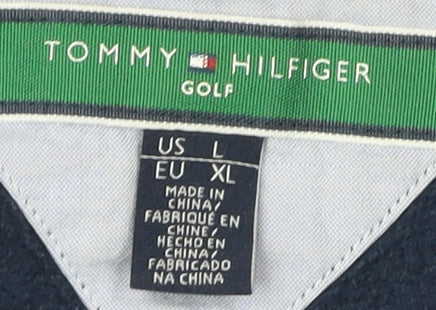 TOMMY HILFIGER
GOLF
US L
EU XL
MADE IN
CHINA/
FABRIQUÉ EN
CHINE/
HECHO EN
CHINA/
FABRICADO
NA CHINA